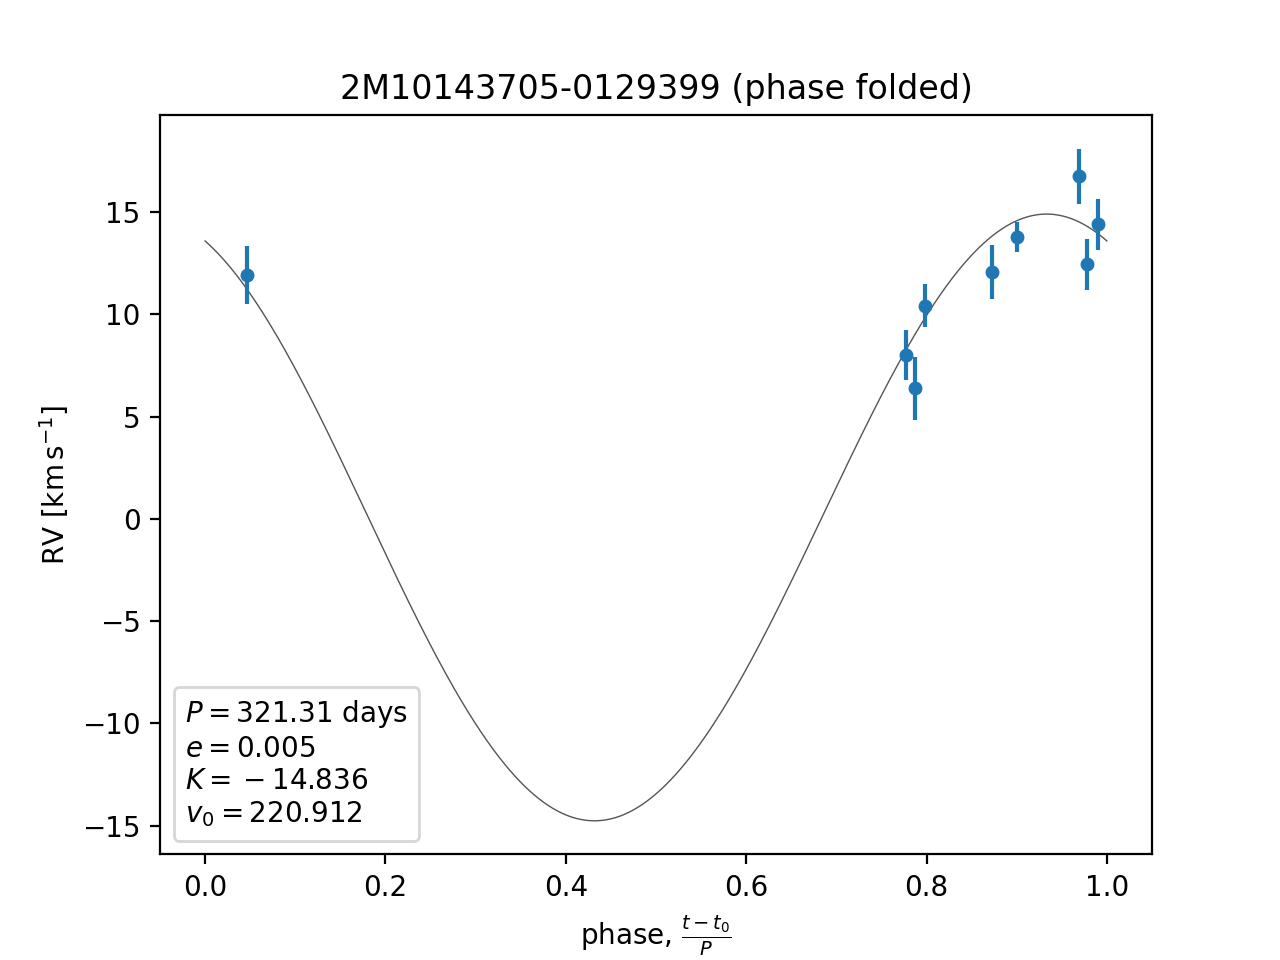 2M10143705-0129399 (phase folded)
RV [km s⁻¹]
15
10
5
0
−5
−10
−15
P = 321.31 days
e = 0.005
K = −14.836
v₀ = 220.912
0.0 0.2 0.4 0.6 0.8 1.0
phase, (t − t₀)/P